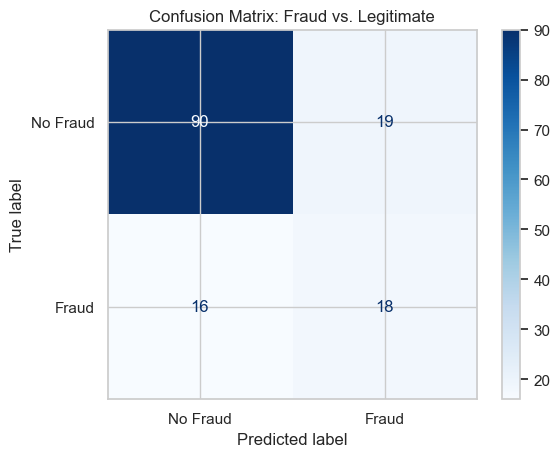 Confusion Matrix: Fraud vs. Legitimate
True label
No Fraud
90
19
Fraud
16
18
No Fraud
Fraud
Predicted label
90
80
70
60
50
40
30
20